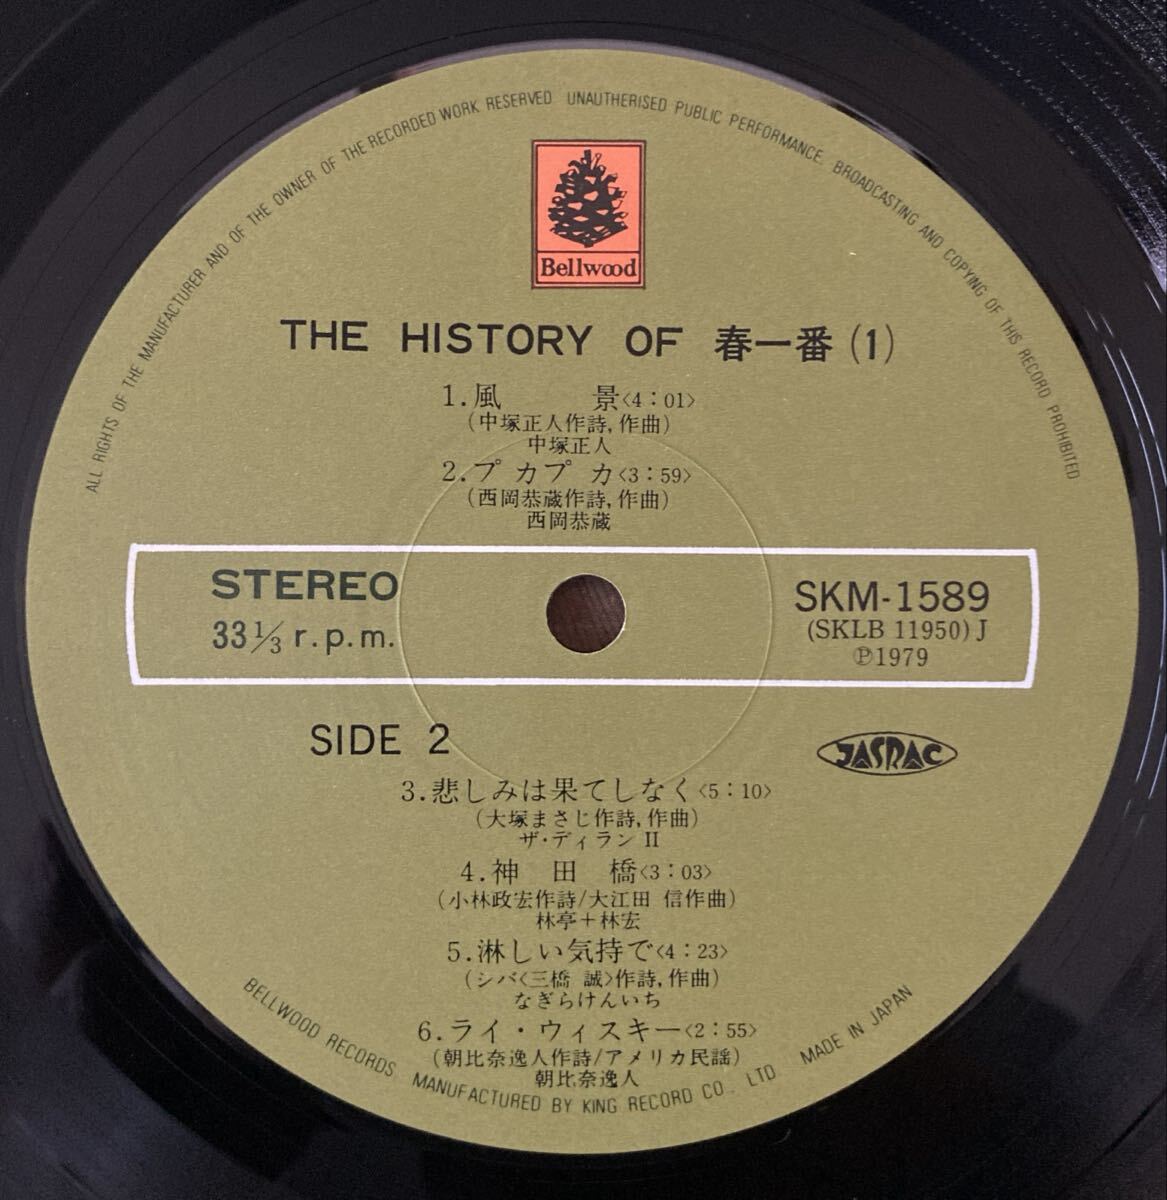 ALL RIGHTS OF THE MANUFACTURER AND OF THE OWNER OF THE RECORDED WORK RESERVED UNAUTHERISED PUBLIC PERFORMANCE. BROADCASTING AND COPYING OF THIS RECORD PROHIBITED
Bellwood
THE HISTORY OF 春一番(1)
1.風 景<4:01>
(中塚正人作詩,作曲)
中塚正人
2.プカプカ<3:59>
(西岡恭蔵作詩,作曲)
西岡恭蔵
STEREO
33⅓ r.p.m.
SKM-1589
(SKLB 11950)J
Ⓟ1979
SIDE 2
JASRAC
3.悲しみは果てしなく<5:10>
(大塚まさじ作詩,作曲)
ザ・ディラン II
4.神 田 橋<3:03>
(小林政宏作詩/大江田 信作曲)
林亭+林宏
5.淋しい気持で<4:23>
(シバ<三橋 誠>作詩,作曲)
なぎらけんいち
6.ライ・ウィスキー<2:55>
(朝比奈逸人作詩/アメリカ民謡)
朝比奈逸人
BELLWOOD RECORDS MANUFACTURED BY KING RECORD CO., LTD MADE IN JAPAN